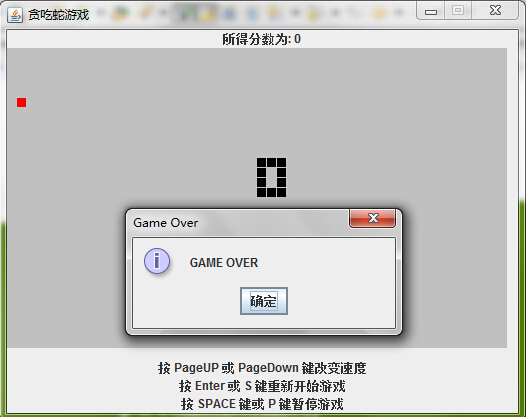 贪吃蛇游戏
所得分数为: 0
Game Over
GAME OVER
确定
按 PageUP 或 PageDown 键改变速度
按 Enter 或 S 键重新开始游戏
按 SPACE 键或 P 键暂停游戏